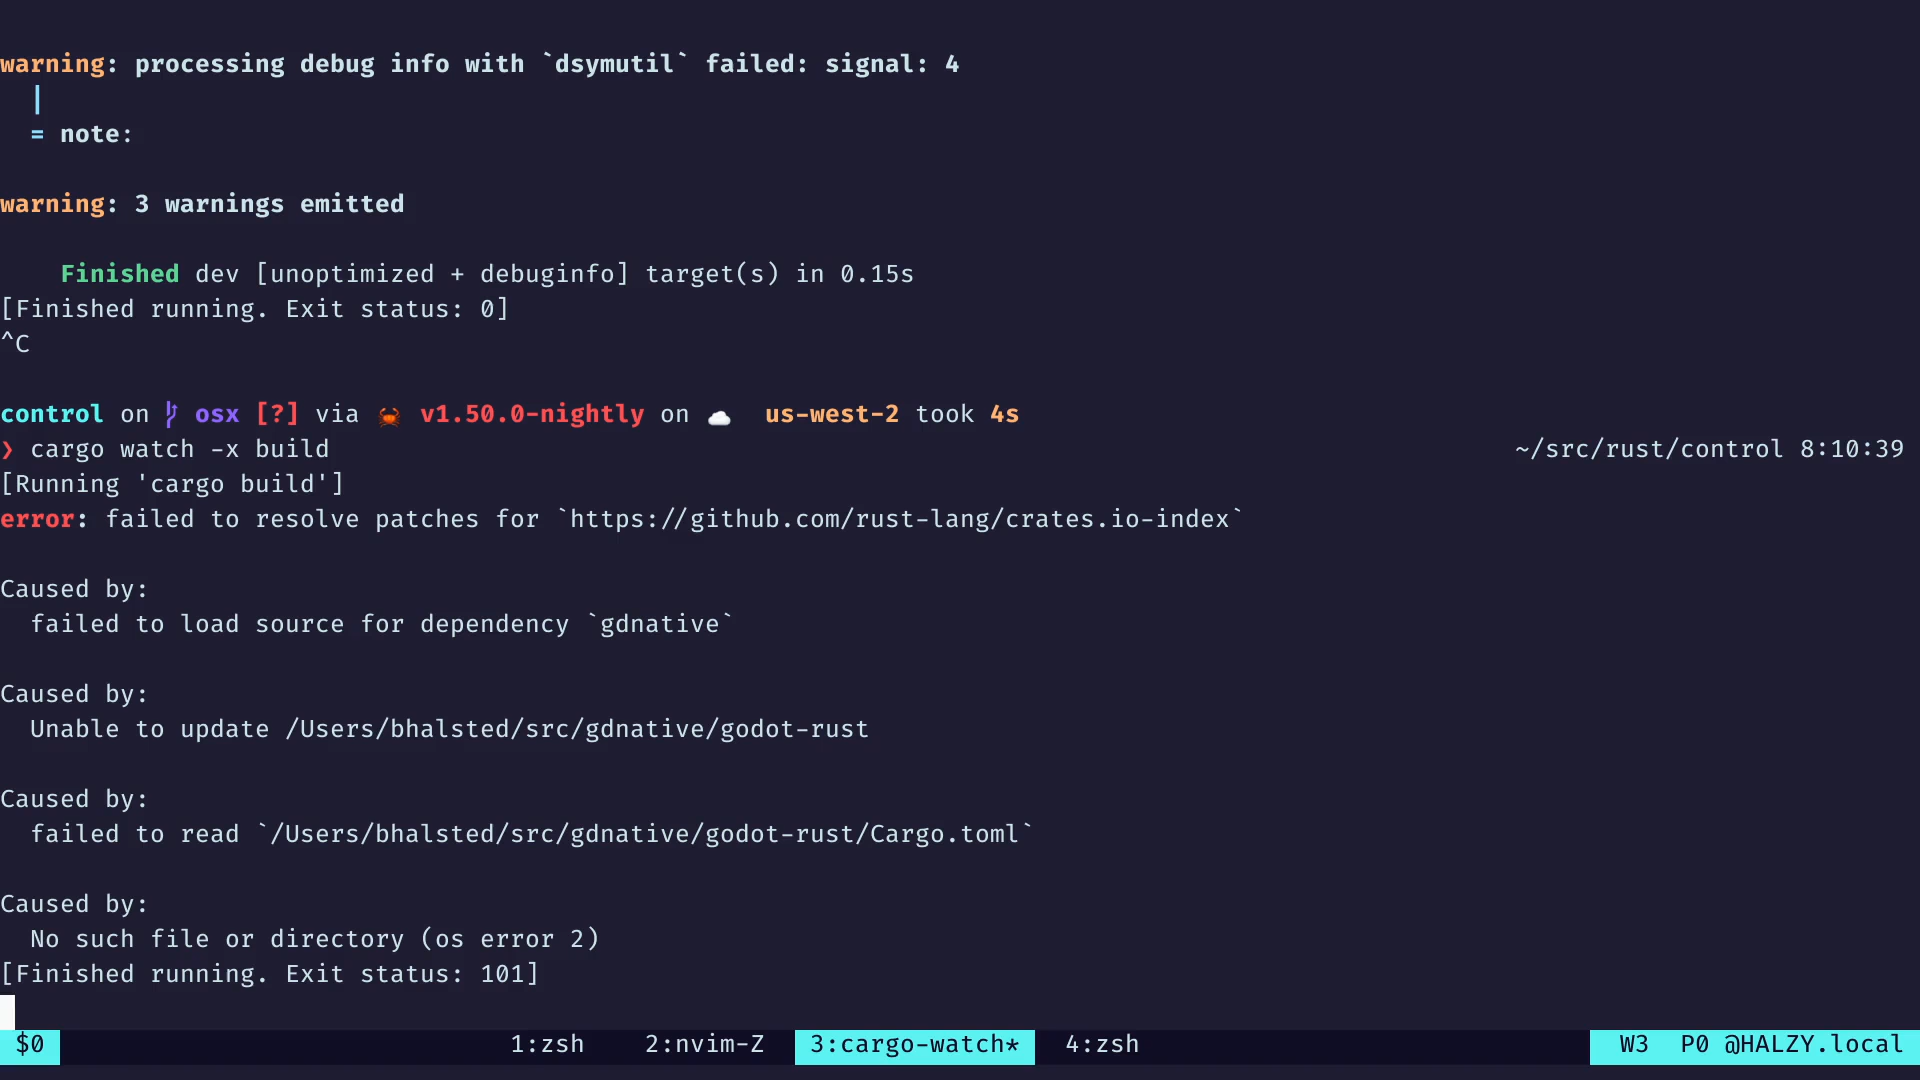 warning: processing debug info with `dsymutil` failed: signal: 4
  |
  = note:
warning: 3 warnings emitted
    Finished dev [unoptimized + debuginfo] target(s) in 0.15s
[Finished running. Exit status: 0]
^C
control on osx [?] via 🦀 v1.50.0-nightly on ☁️ us-west-2 took 4s
❯ cargo watch -x build ~/src/rust/control 8:10:39
[Running 'cargo build']
error: failed to resolve patches for `https://github.com/rust-lang/crates.io-index`
Caused by:
  failed to load source for dependency `gdnative`
Caused by:
  Unable to update /Users/bhalsted/src/gdnative/godot-rust
Caused by:
  failed to read `/Users/bhalsted/src/gdnative/godot-rust/Cargo.toml`
Caused by:
  No such file or directory (os error 2)
[Finished running. Exit status: 101]
$0 1:zsh 2:nvim-Z 3:cargo-watch* 4:zsh W3 P0 @HALZY.local